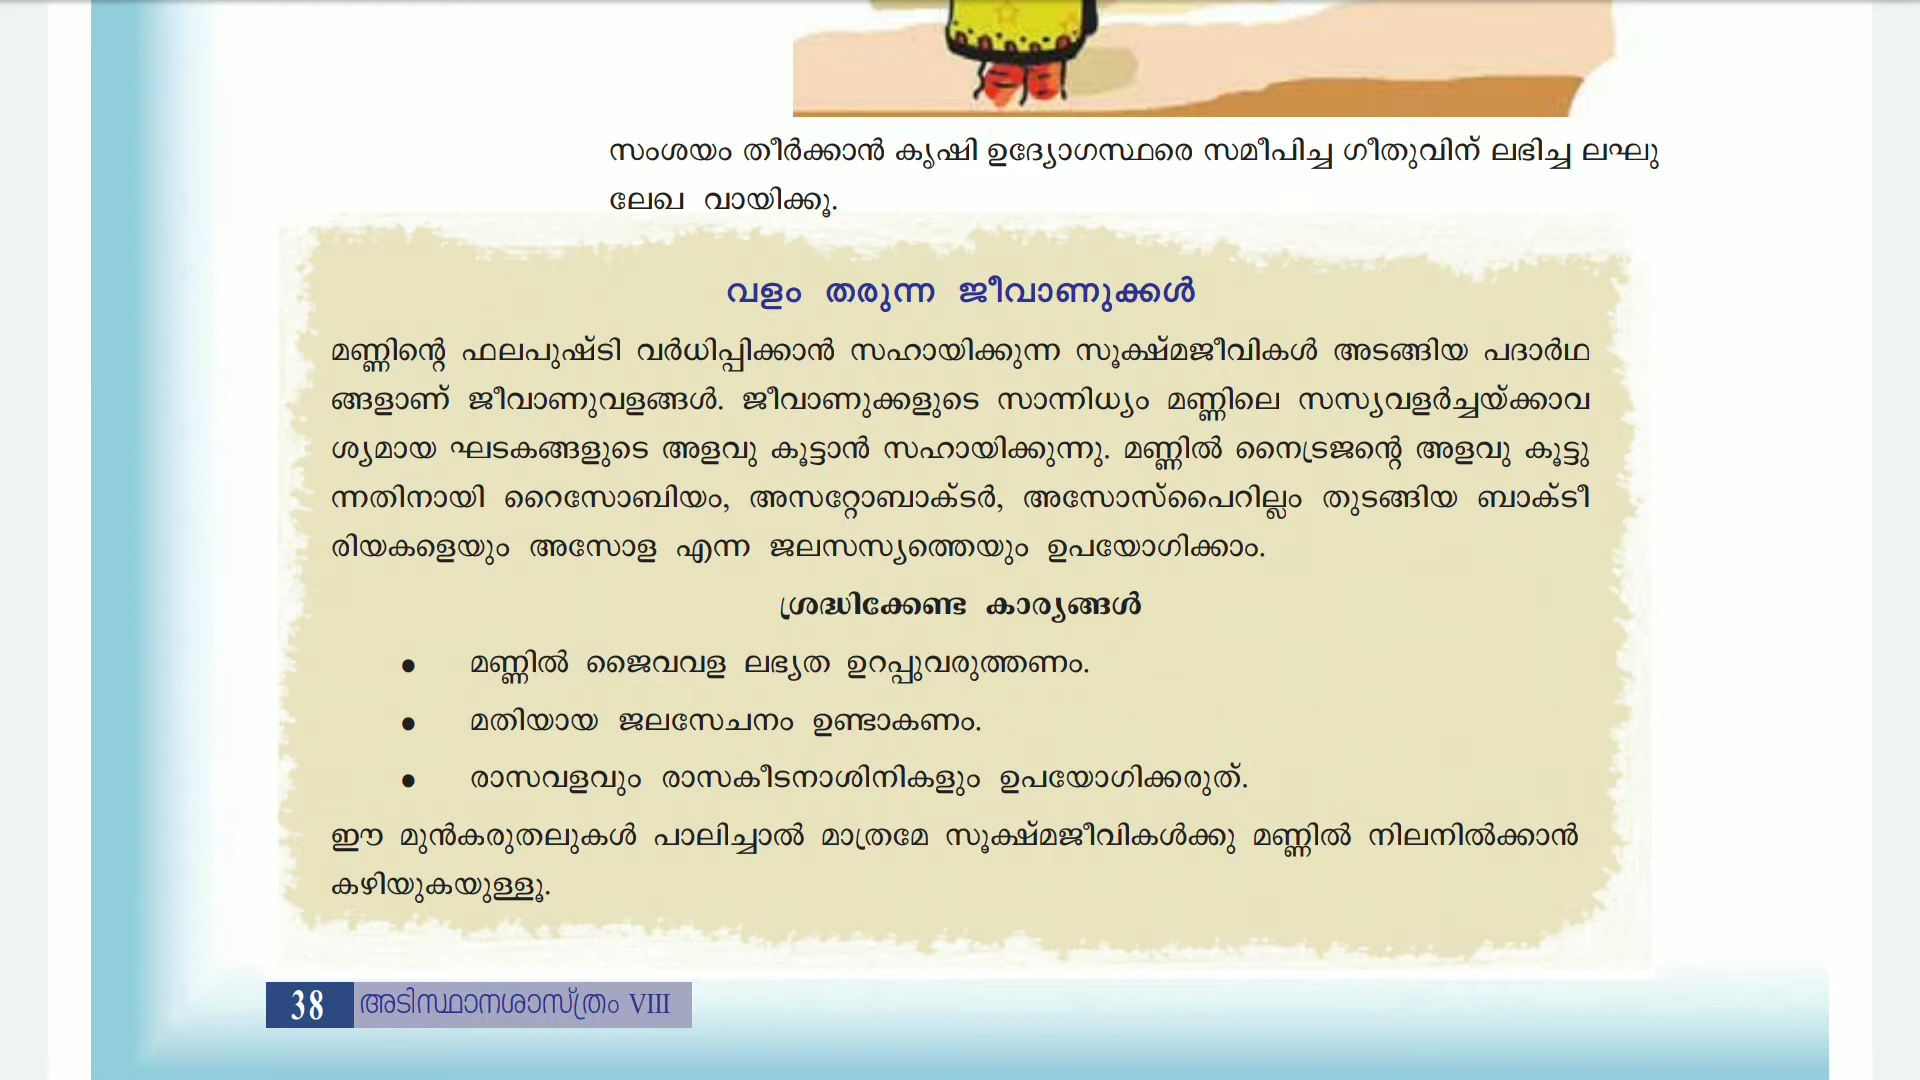 സംശയം തീർക്കാൻ കൃഷി ഉദ്യോഗസ്ഥരെ സമീപിച്ച ഗീതുവിന് ലഭിച്ച ലഘു
ലേഖ വായിക്കൂ.
വളം തരുന്ന ജീവാണുക്കൾ
മണ്ണിന്റെ ഫലപുഷ്ടി വർധിപ്പിക്കാൻ സഹായിക്കുന്ന സൂക്ഷ്മജീവികൾ അടങ്ങിയ പദാർഥ
ങ്ങളാണ് ജീവാണുവളങ്ങൾ. ജീവാണുക്കളുടെ സാന്നിധ്യം മണ്ണിലെ സസ്യവളർച്ചയ്ക്കാവ
ശ്യമായ ഘടകങ്ങളുടെ അളവു കൂട്ടാൻ സഹായിക്കുന്നു. മണ്ണിൽ നൈട്രജന്റെ അളവു കൂട്ടു
ന്നതിനായി റൈസോബിയം, അസറ്റോബാക്ടർ, അസോസ്പൈറില്ലം തുടങ്ങിയ ബാക്ടീ
രിയകളെയും അസോള എന്ന ജലസസ്യത്തെയും ഉപയോഗിക്കാം.
ശ്രദ്ധിക്കേണ്ട കാര്യങ്ങൾ
● മണ്ണിൽ ജൈവവള ലഭ്യത ഉറപ്പുവരുത്തണം.
● മതിയായ ജലസേചനം ഉണ്ടാകണം.
● രാസവളവും രാസകീടനാശിനികളും ഉപയോഗിക്കരുത്.
ഈ മുൻകരുതലുകൾ പാലിച്ചാൽ മാത്രമേ സൂക്ഷ്മജീവികൾക്കു മണ്ണിൽ നിലനിൽക്കാൻ
കഴിയുകയുള്ളൂ.
38 അടിസ്ഥാനശാസ്ത്രം VIII